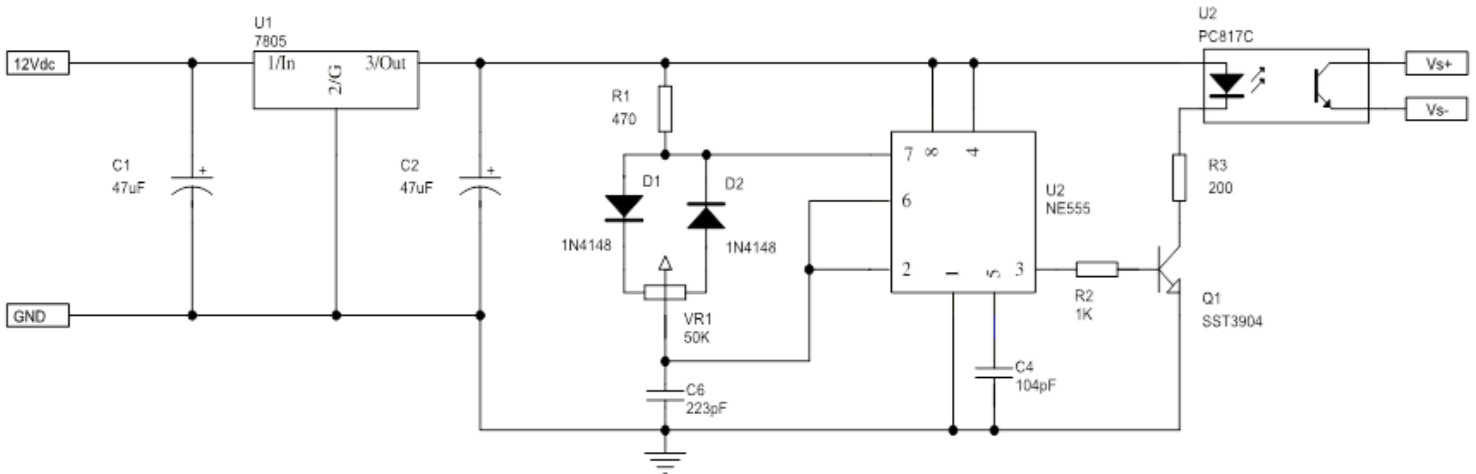 U1
7805
12Vdc
1/In
2/G
3/Out
U2
PC817C
Vs+
Vs-
C1
47uF
C2
47uF
R1
470
D1
1N4148
D2
1N4148
VR1
50K
C6
223pF
7
8
4
6
2
1
5
3
U2
NE555
R2
1K
C4
104pF
R3
200
Q1
SST3904
GND